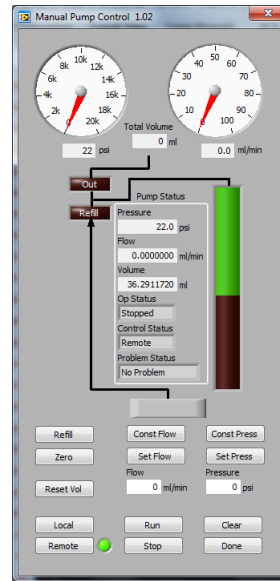 Manual Pump Control 1.02
8k 10k 12k
6k 14k
4k 16k
2k 18k
0 20k
40 50 60
30 70
20 80
10 90
0 100
Total Volume
0 ml
22 psi
0.0 ml/min
Out
Refill
Pump Status
Pressure
22.0 psi
Flow
0.0000000 ml/min
Volume
36.2911720 ml
Op Status
Stopped
Control Status
Remote
Problem Status
No Problem
Refill Const Flow Const Press
Zero Set Flow Set Press
Flow Pressure
Reset Vol 0 ml/min 0 psi
Local Run Clear
Remote Stop Done